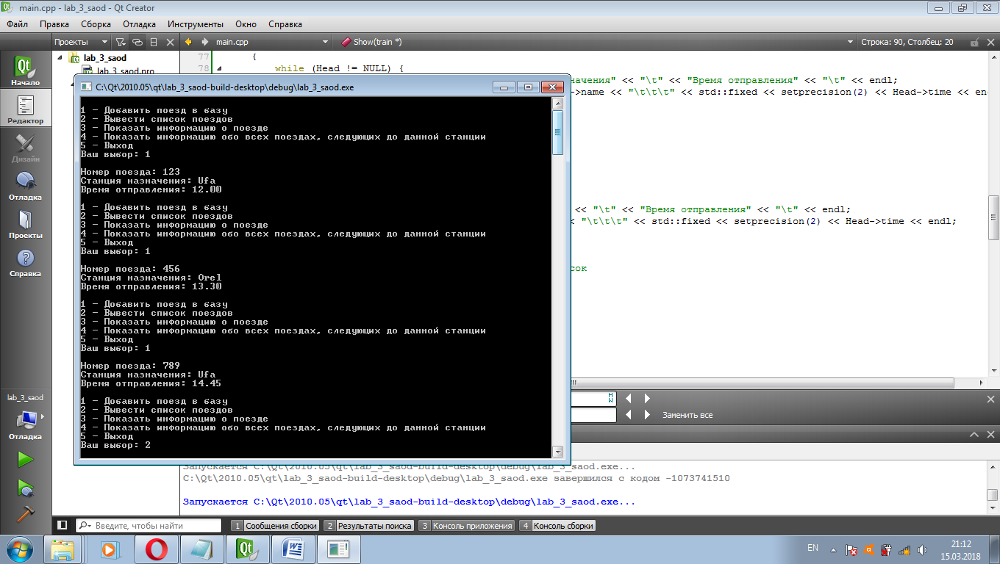 main.cpp - lab_3_saod - Qt Creator
Файл Правка Сборка Отладка Инструменты Окно Справка
Проекты main.cpp Show(train *) Строка: 90, Столбец: 20
Qt
Начало
Редактор
Дизайн
Отладка
Проекты
Справка
lab_3_saod
Отладка
lab_3_saod
lab_3_saod.pro
77 {
78 while (Head != NULL) {
начения" << "\t" << "Время отправления" << "\t" << endl;
->name << "\t\t\t" << std::fixed << setprecision(2) << Head->time << en
<< "\t" << "Время отправления" << "\t" << endl;
"\t\t\t" << std::fixed << setprecision(2) << Head->time << endl;
сок
C:\Qt\2010.05\qt\lab_3_saod-build-desktop\debug\lab_3_saod.exe
1 - Добавить поезд в базу
2 - Вывести список поездов
3 - Показать информацию о поезде
4 - Показать информацию обо всех поездах, следующих до данной станции
5 - Выход
Ваш выбор: 1
Номер поезда: 123
Станция назначения: Ufa
Время отправления: 12.00
1 - Добавить поезд в базу
2 - Вывести список поездов
3 - Показать информацию о поезде
4 - Показать информацию обо всех поездах, следующих до данной станции
5 - Выход
Ваш выбор: 1
Номер поезда: 456
Станция назначения: Orel
Время отправления: 13.30
1 - Добавить поезд в базу
2 - Вывести список поездов
3 - Показать информацию о поезде
4 - Показать информацию обо всех поездах, следующих до данной станции
5 - Выход
Ваш выбор: 1
Номер поезда: 789
Станция назначения: Ufa
Время отправления: 14.45
1 - Добавить поезд в базу
2 - Вывести список поездов
3 - Показать информацию о поезде
4 - Показать информацию обо всех поездах, следующих до данной станции
5 - Выход
Ваш выбор: 2
Заменить все
Запускается C:\Qt\2010.05\qt\lab_3_saod-build-desktop\debug\lab_3_saod.exe...
C:\Qt\2010.05\qt\lab_3_saod-build-desktop\debug\lab_3_saod.exe завершился с кодом -1073741510
Запускается C:\Qt\2010.05\qt\lab_3_saod-build-desktop\debug\lab_3_saod.exe...
Введите, чтобы найти 1 Сообщения сборки 2 Результаты поиска 3 Консоль приложения 4 Консоль сборки
EN 21:12
15.03.2018